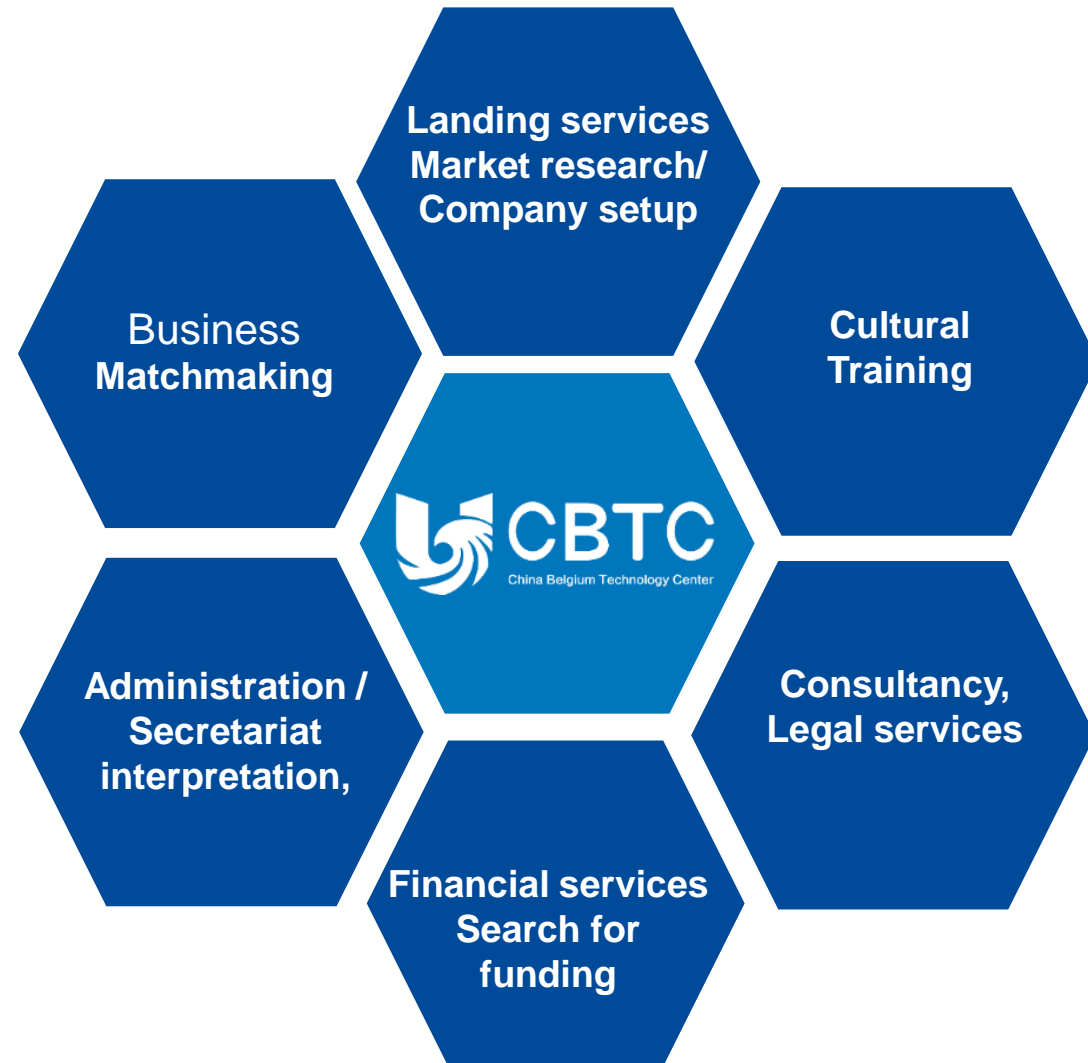 Landing services
Market research/
Company setup
Business
Matchmaking
Cultural
Training
CBTC
China Belgium Technology Center
Administration /
Secretariat
interpretation,
Consultancy,
Legal services
Financial services
Search for
funding